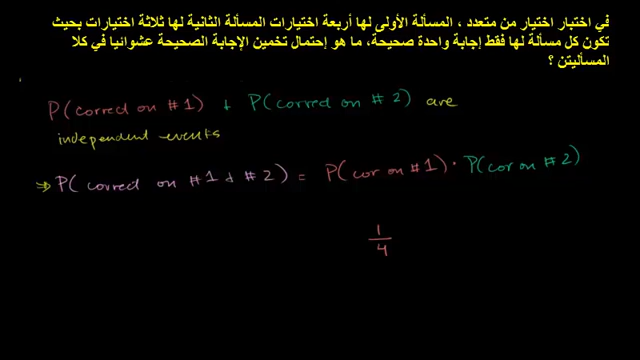 في إختبار اختيار من متعدد ، المسألة الأولى لها أربعة اختيارات المسألة الثانية لها ثلاثة اختيارات بحيث
تكون كل مسألة لها فقط إجابة واحدة صحيحة، ما هو إحتمال تخمين الإجابة الصحيحة عشوائيا في كلا
المسأليتن ؟
P(correct on #1) + P(correct on #2) are
independent events
⇒ P(correct on #1 + #2) = P(cor on #1) · P(cor on #2)
1
4